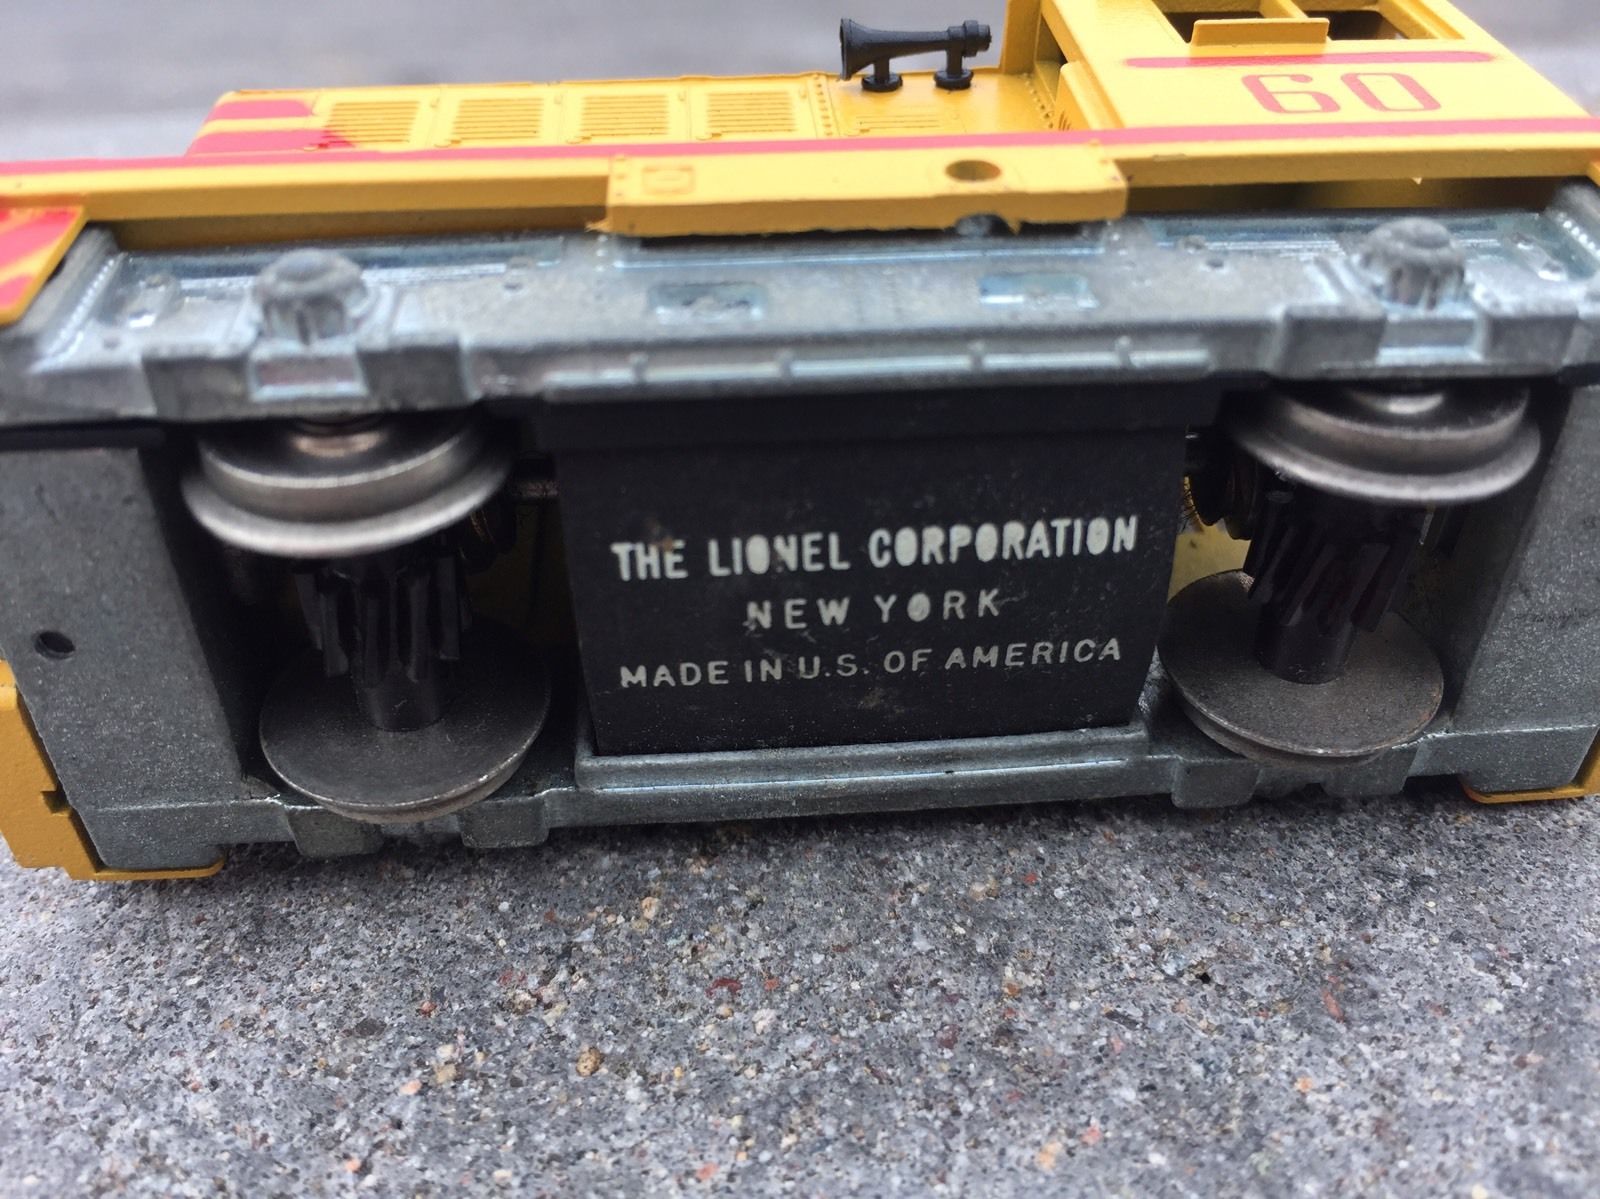 60
THE LIONEL CORPORATION
NEW YORK
MADE IN U.S. OF AMERICA